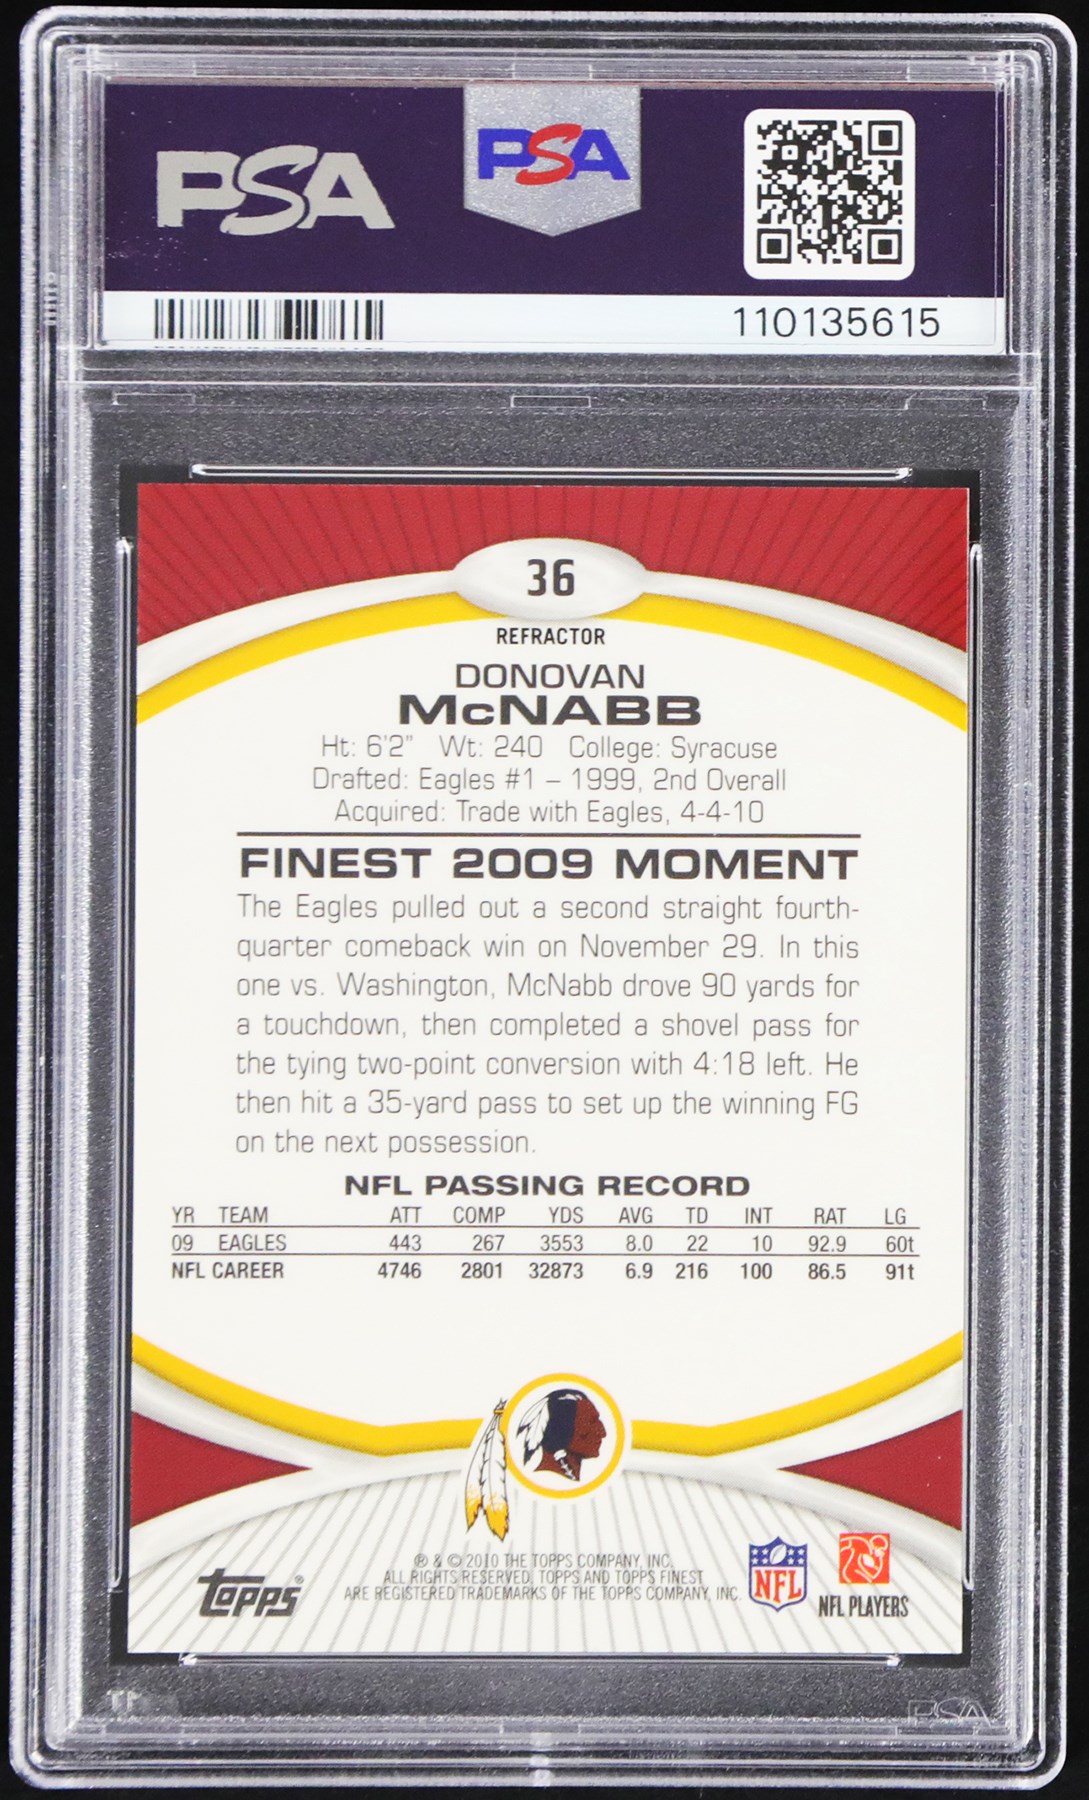 PSA
PSA
110135615
36
REFRACTOR
DONOVAN
McNABB
Ht: 6'2" Wt: 240 College: Syracuse
Drafted: Eagles #1 – 1999, 2nd Overall
Acquired: Trade with Eagles, 4-4-10
FINEST 2009 MOMENT
The Eagles pulled out a second straight fourth-
quarter comeback win on November 29. In this
one vs. Washington, McNabb drove 90 yards for
a touchdown, then completed a shovel pass for
the tying two-point conversion with 4:18 left. He
then hit a 35-yard pass to set up the winning FG
on the next possession.
NFL PASSING RECORD
YR TEAM ATT COMP YDS AVG TD INT RAT LG
09 EAGLES 443 267 3553 8.0 22 10 92.9 60t
NFL CAREER 4746 2801 32873 6.9 216 100 86.5 91t
® & © 2010 THE TOPPS COMPANY, INC.
ALL RIGHTS RESERVED. TOPPS AND TOPPS FINEST
ARE REGISTERED TRADEMARKS OF THE TOPPS COMPANY, INC.
Topps®
NFL
NFL PLAYERS
PSA